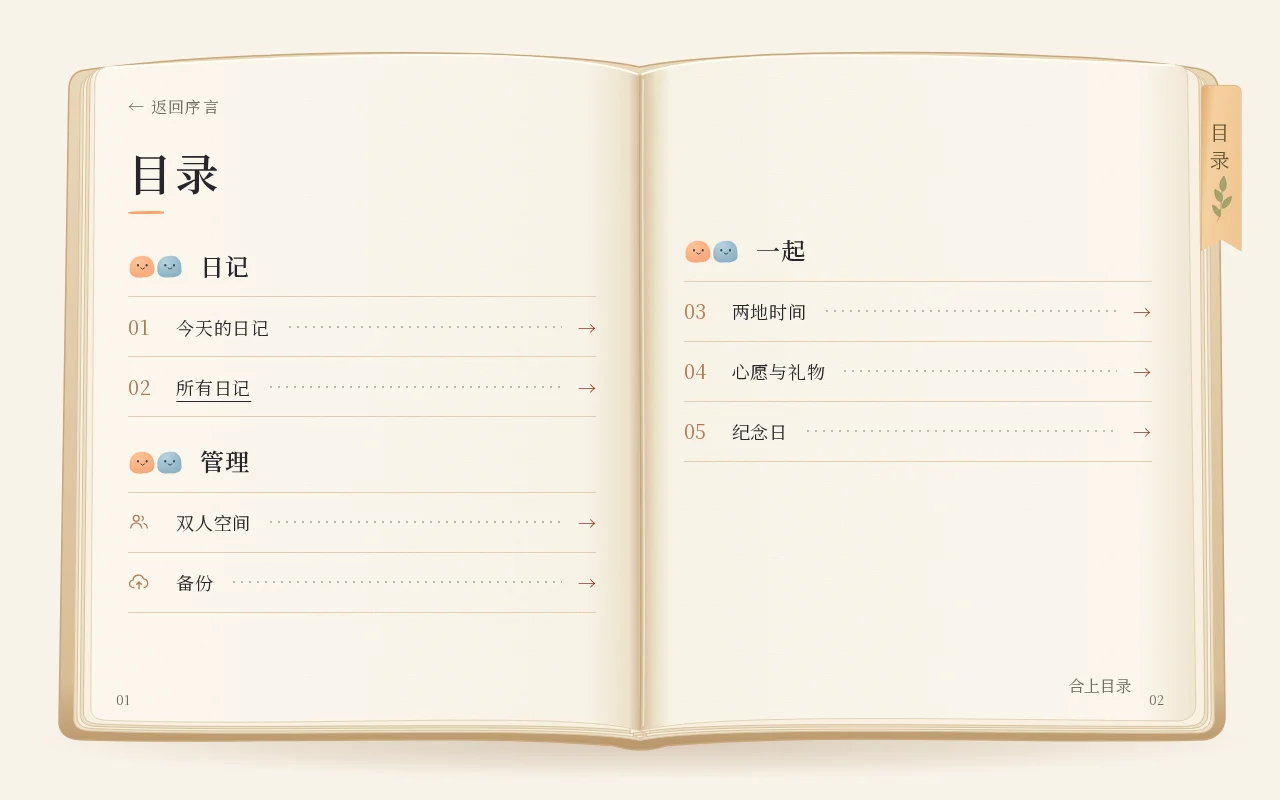 ← 返回序言
目录
日记
01 今天的日记 →
02 所有日记 →
管理
双人空间 →
备份 →
01
一起
03 两地时间 →
04 心愿与礼物 →
05 纪念日 →
合上目录
02
目录